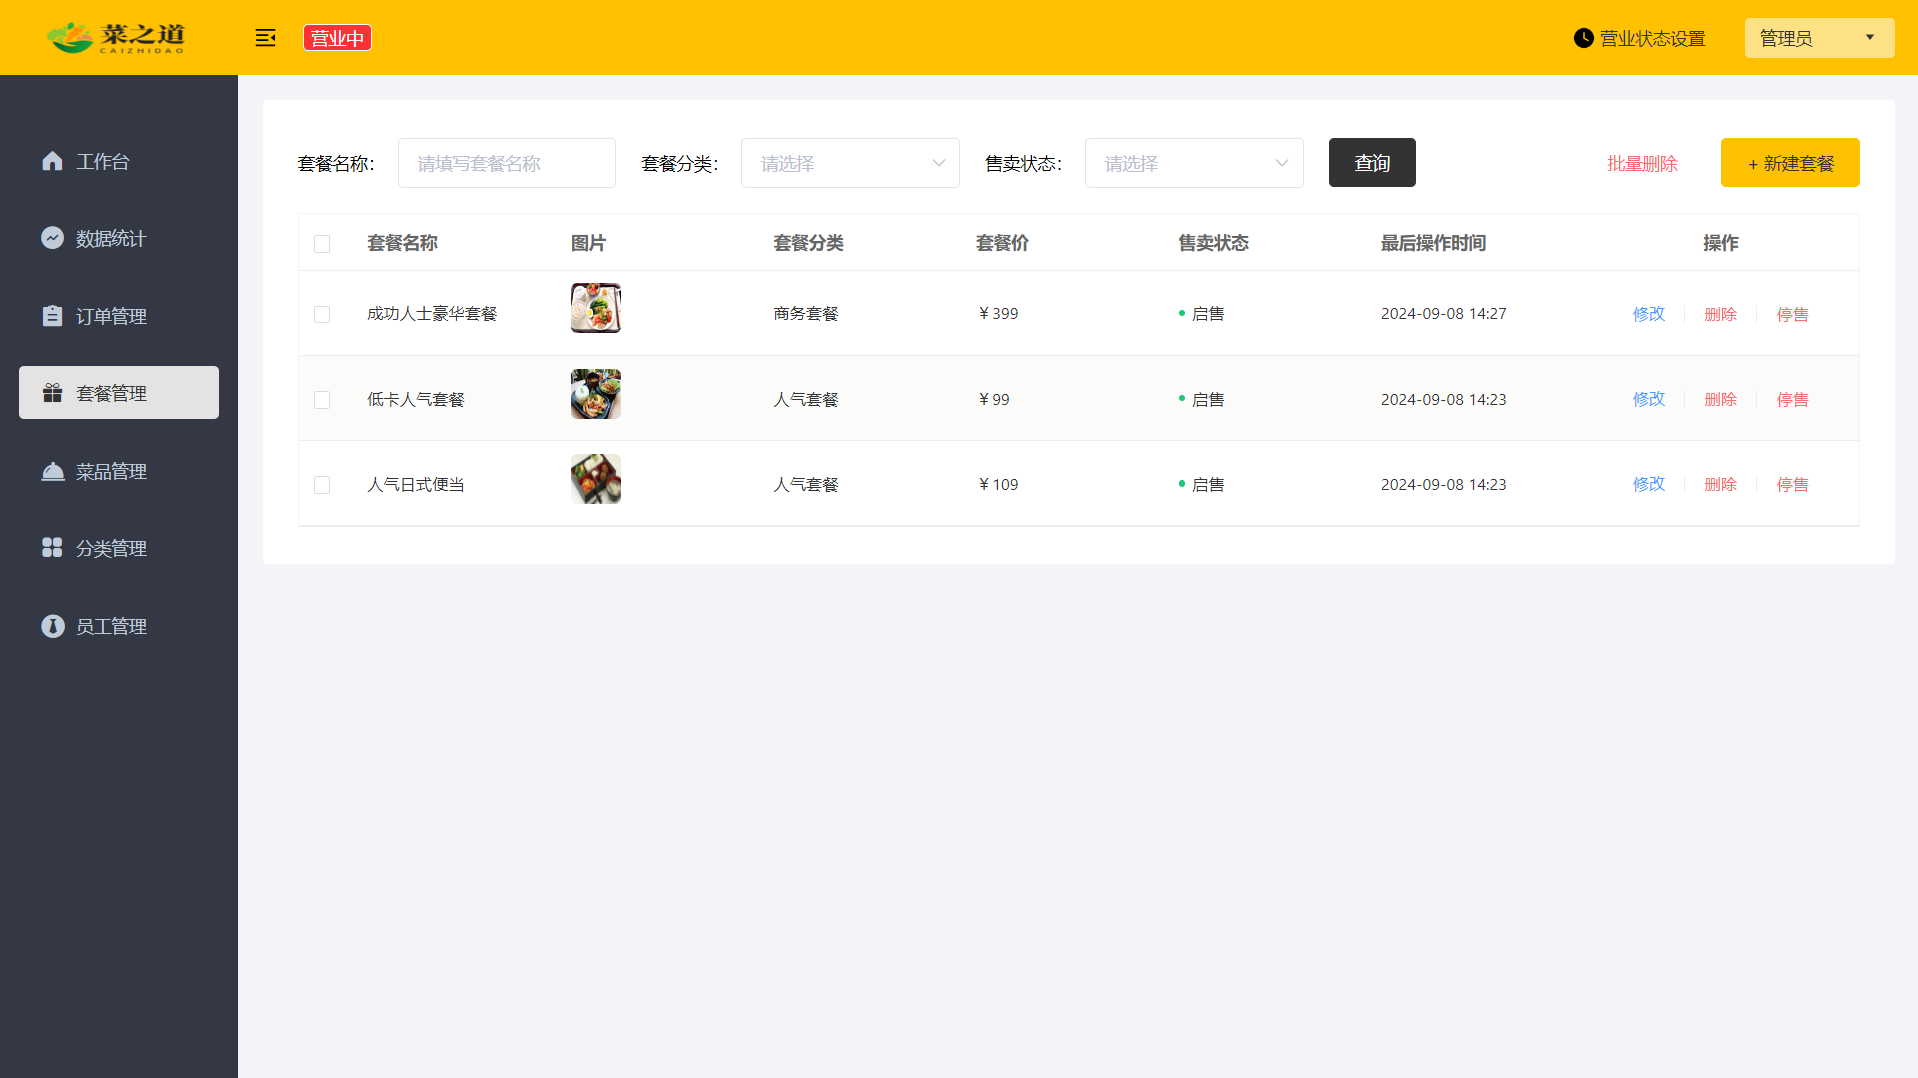 菜之道
CAIZHIDAO
营业中
营业状态设置
管理员
工作台
数据统计
订单管理
套餐管理
菜品管理
分类管理
员工管理
套餐名称：
请填写套餐名称
套餐分类：
请选择
售卖状态：
请选择
查询
批量删除
+ 新建套餐
套餐名称 图片 套餐分类 套餐价 售卖状态 最后操作时间 操作
成功人士豪华套餐 商务套餐 ￥399 启售 2024-09-08 14:27 修改 删除 停售
低卡人气套餐 人气套餐 ￥99 启售 2024-09-08 14:23 修改 删除 停售
人气日式便当 人气套餐 ￥109 启售 2024-09-08 14:23 修改 删除 停售